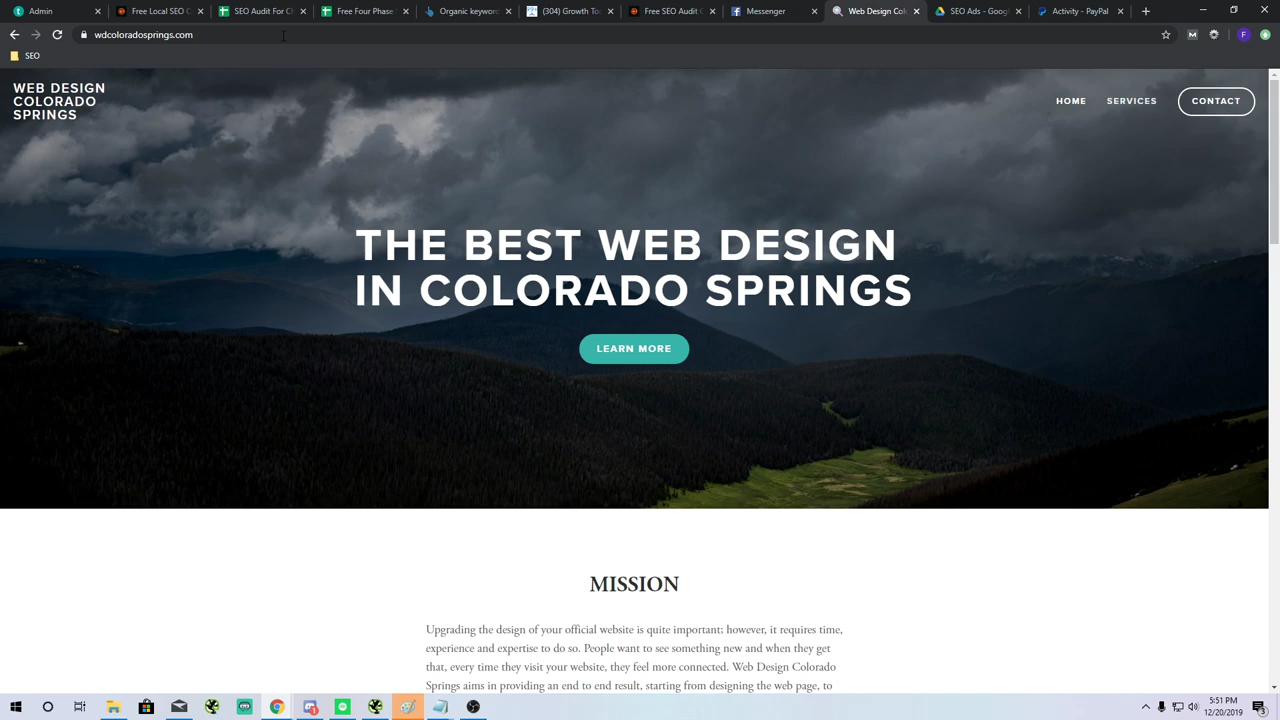 Admin
Free Local SEO C
SEO Audit For Cl
Free Four Phase
Organic keyword
(304) Growth Too
Free SEO Audit C
Messenger
Web Design Colo
SEO Ads - Googl
Activity - PayPal
wdcoloradosprings.com
SEO
WEB DESIGN
COLORADO
SPRINGS
HOME
SERVICES
CONTACT
THE BEST WEB DESIGN
IN COLORADO SPRINGS
LEARN MORE
MISSION
Upgrading the design of your official website is quite important; however, it requires time,
experience and expertise to do so. People want to see something new and when they get
that, every time they visit your website, they feel more connected. Web Design Colorado
Springs aims in providing an end to end result, starting from designing the web page, to
5:51 PM
12/20/2019